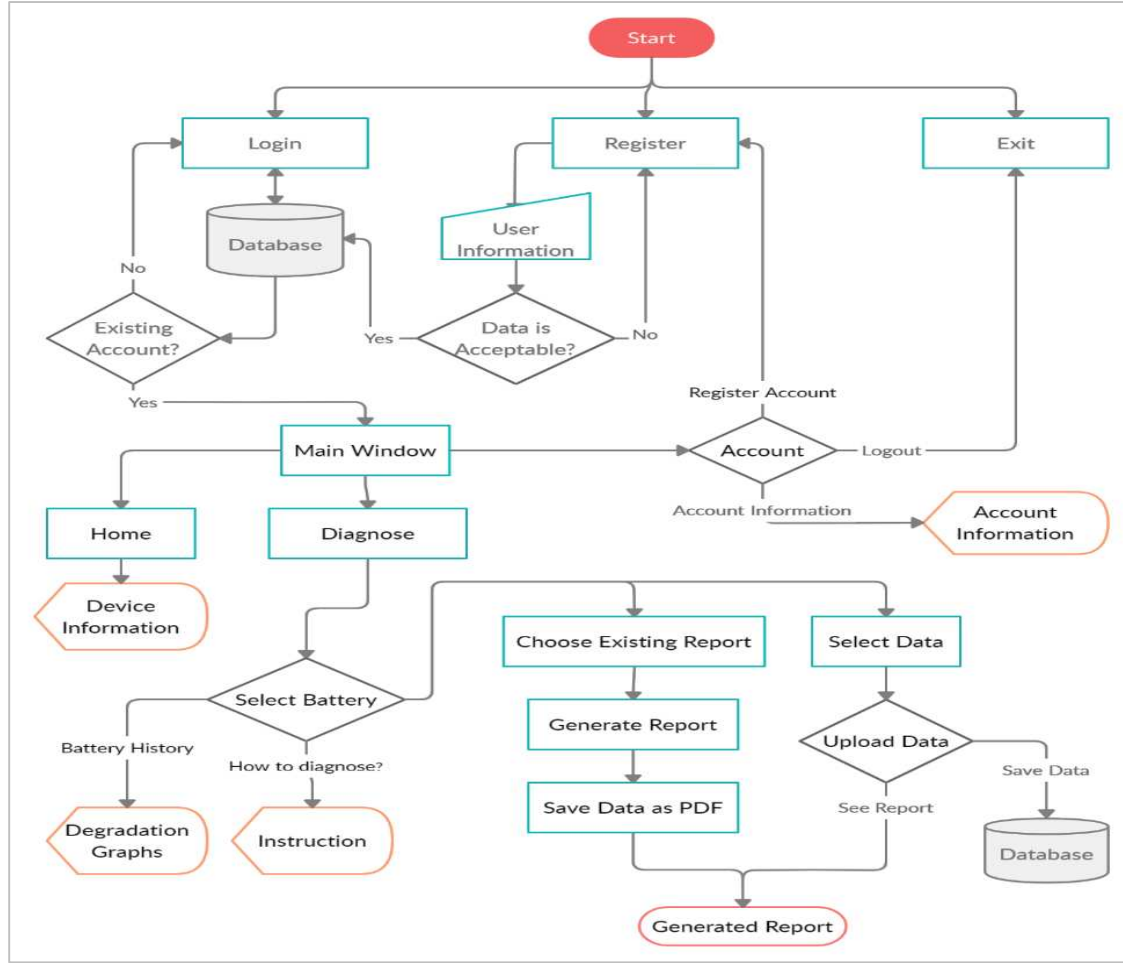 Start
Login
Register
Exit
User
Information
Database
No
Existing
Account?
Yes
Data is
Acceptable?
No
Yes
Register Account
Main Window
Account
Logout
Account Information
Account
Information
Home
Diagnose
Device
Information
Choose Existing Report
Select Data
Select Battery
Generate Report
Upload Data
Battery History
How to diagnose?
Save Data
Save Data as PDF
See Report
Degradation
Graphs
Instruction
Database
Generated Report